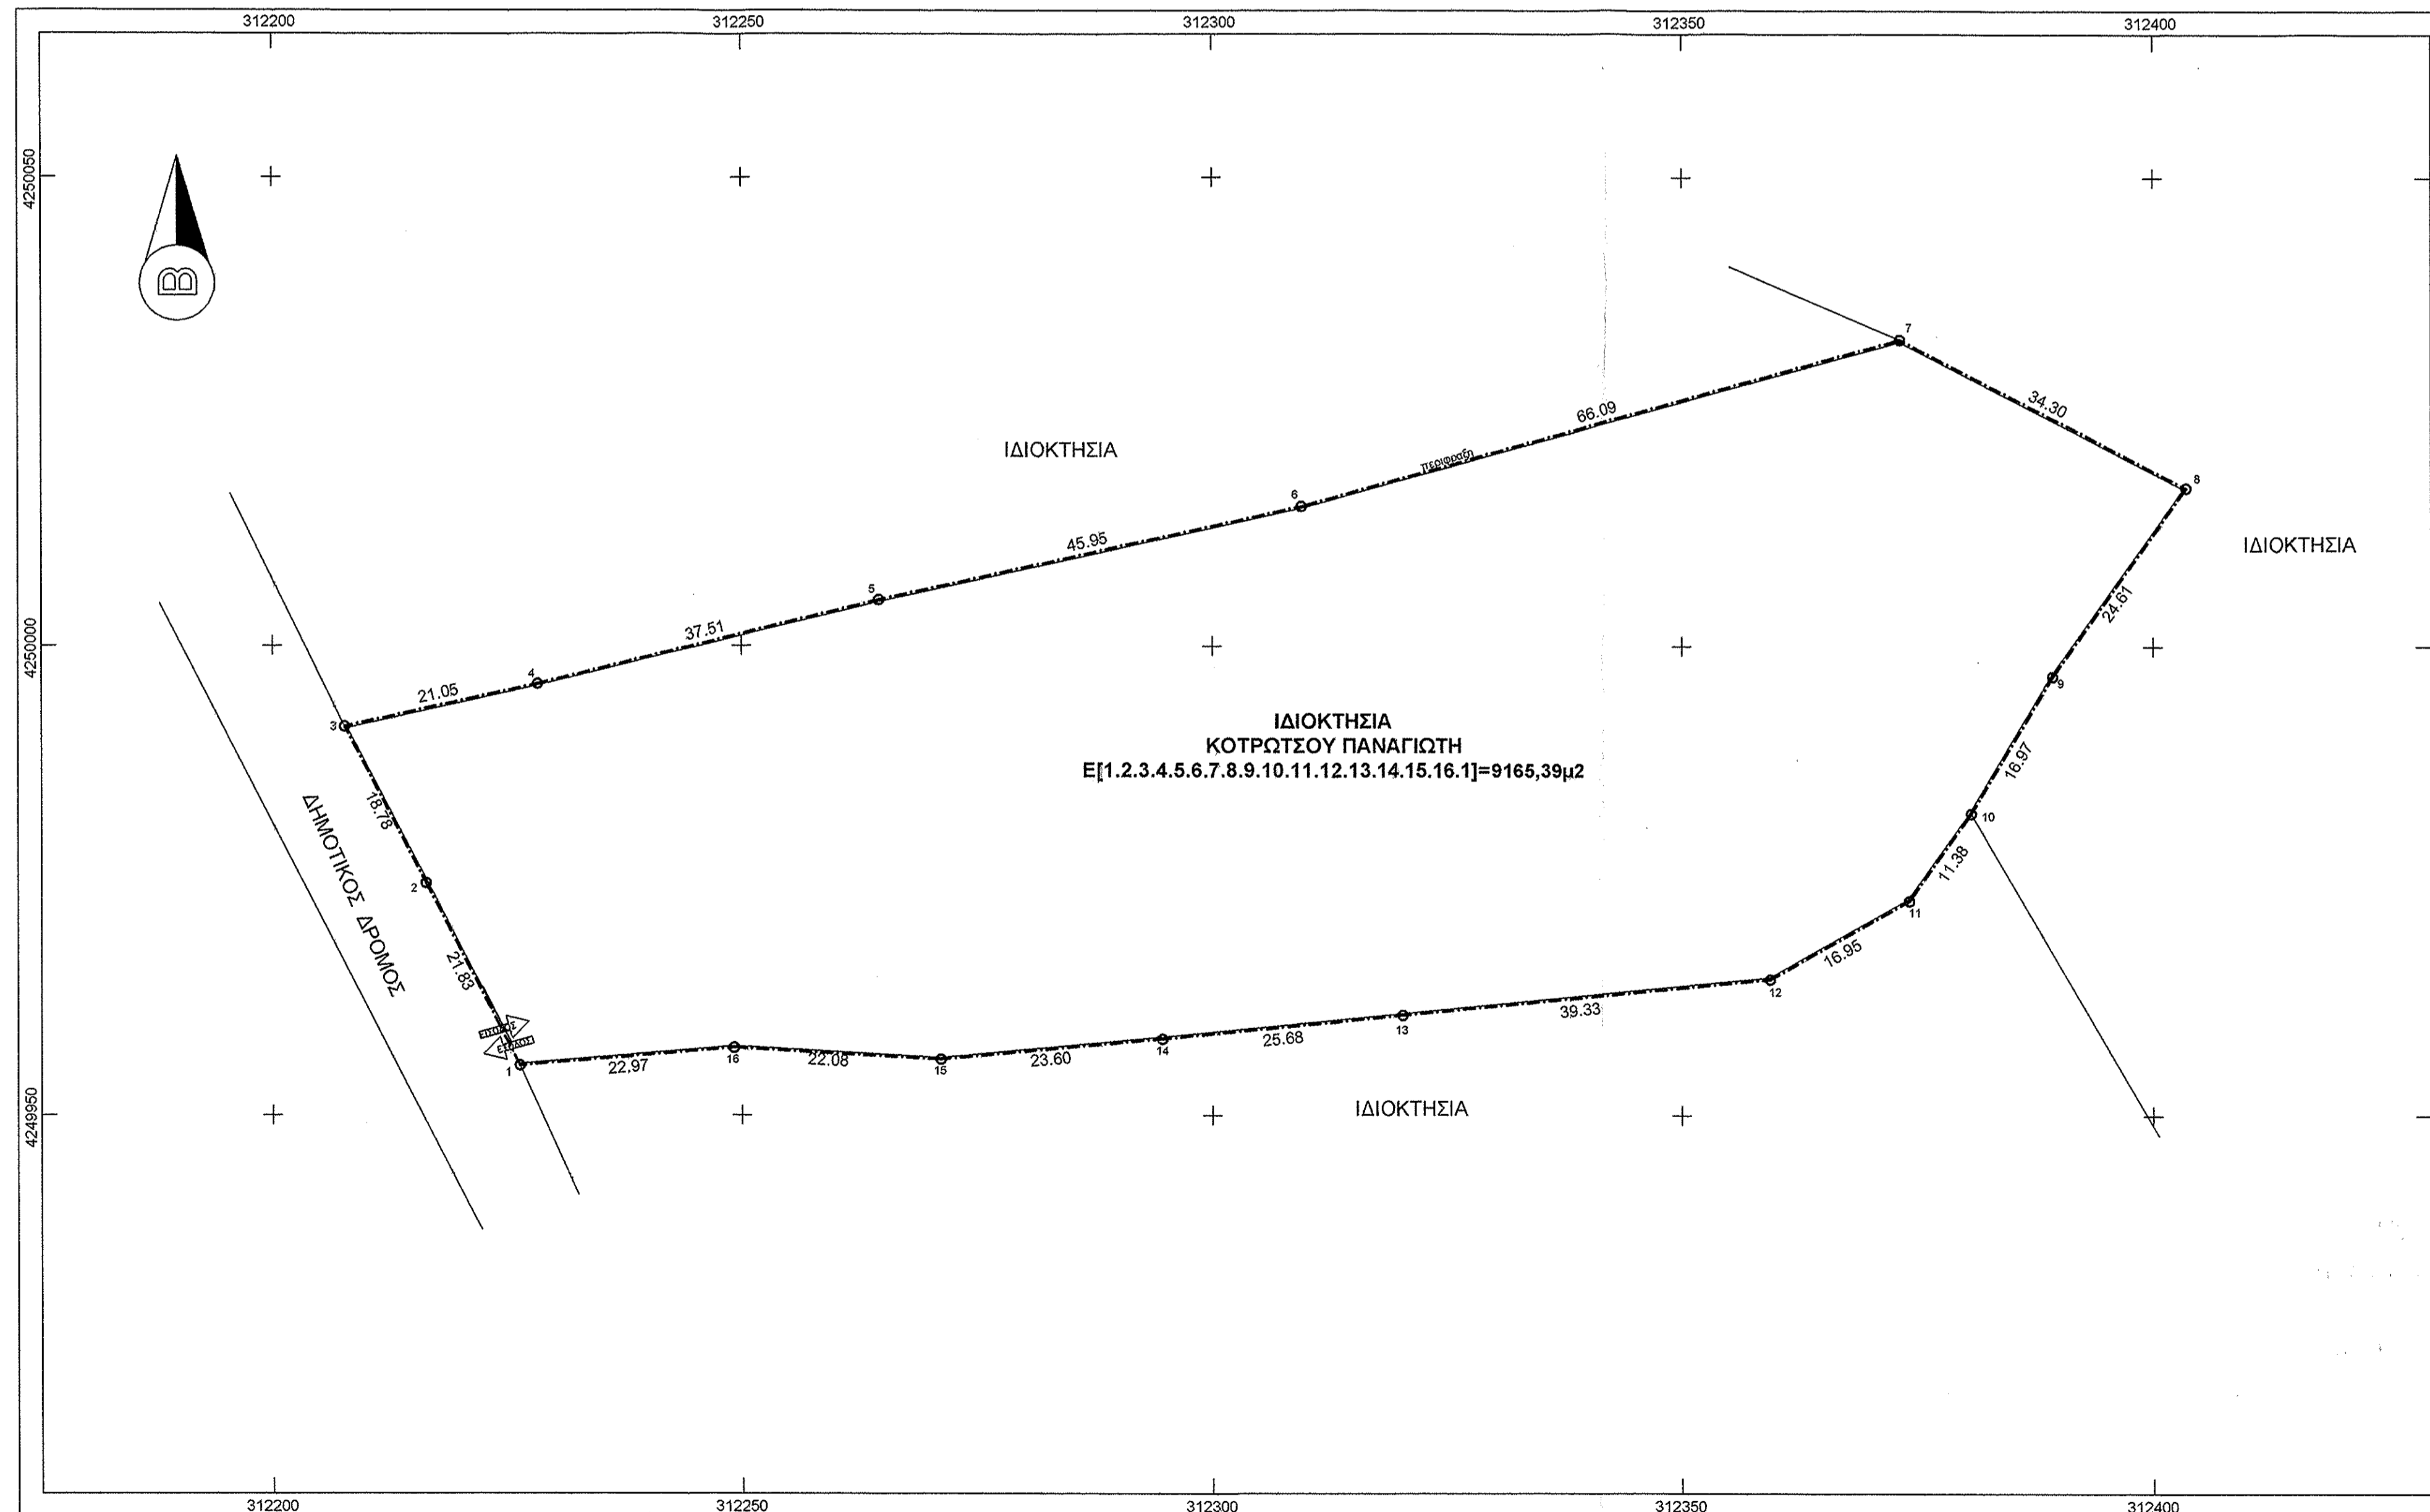 312200 312250 312300 312350 312400
4250050
B
7
34.30
66.09
ΙΔΙΟΚΤΗΣΙΑ
περιφραξη
6
8
45.95
ΙΔΙΟΚΤΗΣΙΑ
5
24.61
37.51
4250000
4
21.05
9
3
ΙΔΙΟΚΤΗΣΙΑ
ΚΟΤΡΩΤΣΟΥ ΠΑΝΑΓΙΩΤΗ
Ε[1.2.3.4.5.6.7.8.9.10.11.12.13.14.15.16.1]=9165,39μ2
16.97
18.78
10
ΔΗΜΟΤΙΚΟΣ ΔΡΟΜΟΣ
11.38
2
11
16.95
21.83
12
39.33
ΕΙΣΟΔΟΣ
13
ΕΞΟΔΟΣ
25.68
14
16
22.08
15
23.60
1
22.97
4249950
ΙΔΙΟΚΤΗΣΙΑ
312200 312250 312300 312350 312400